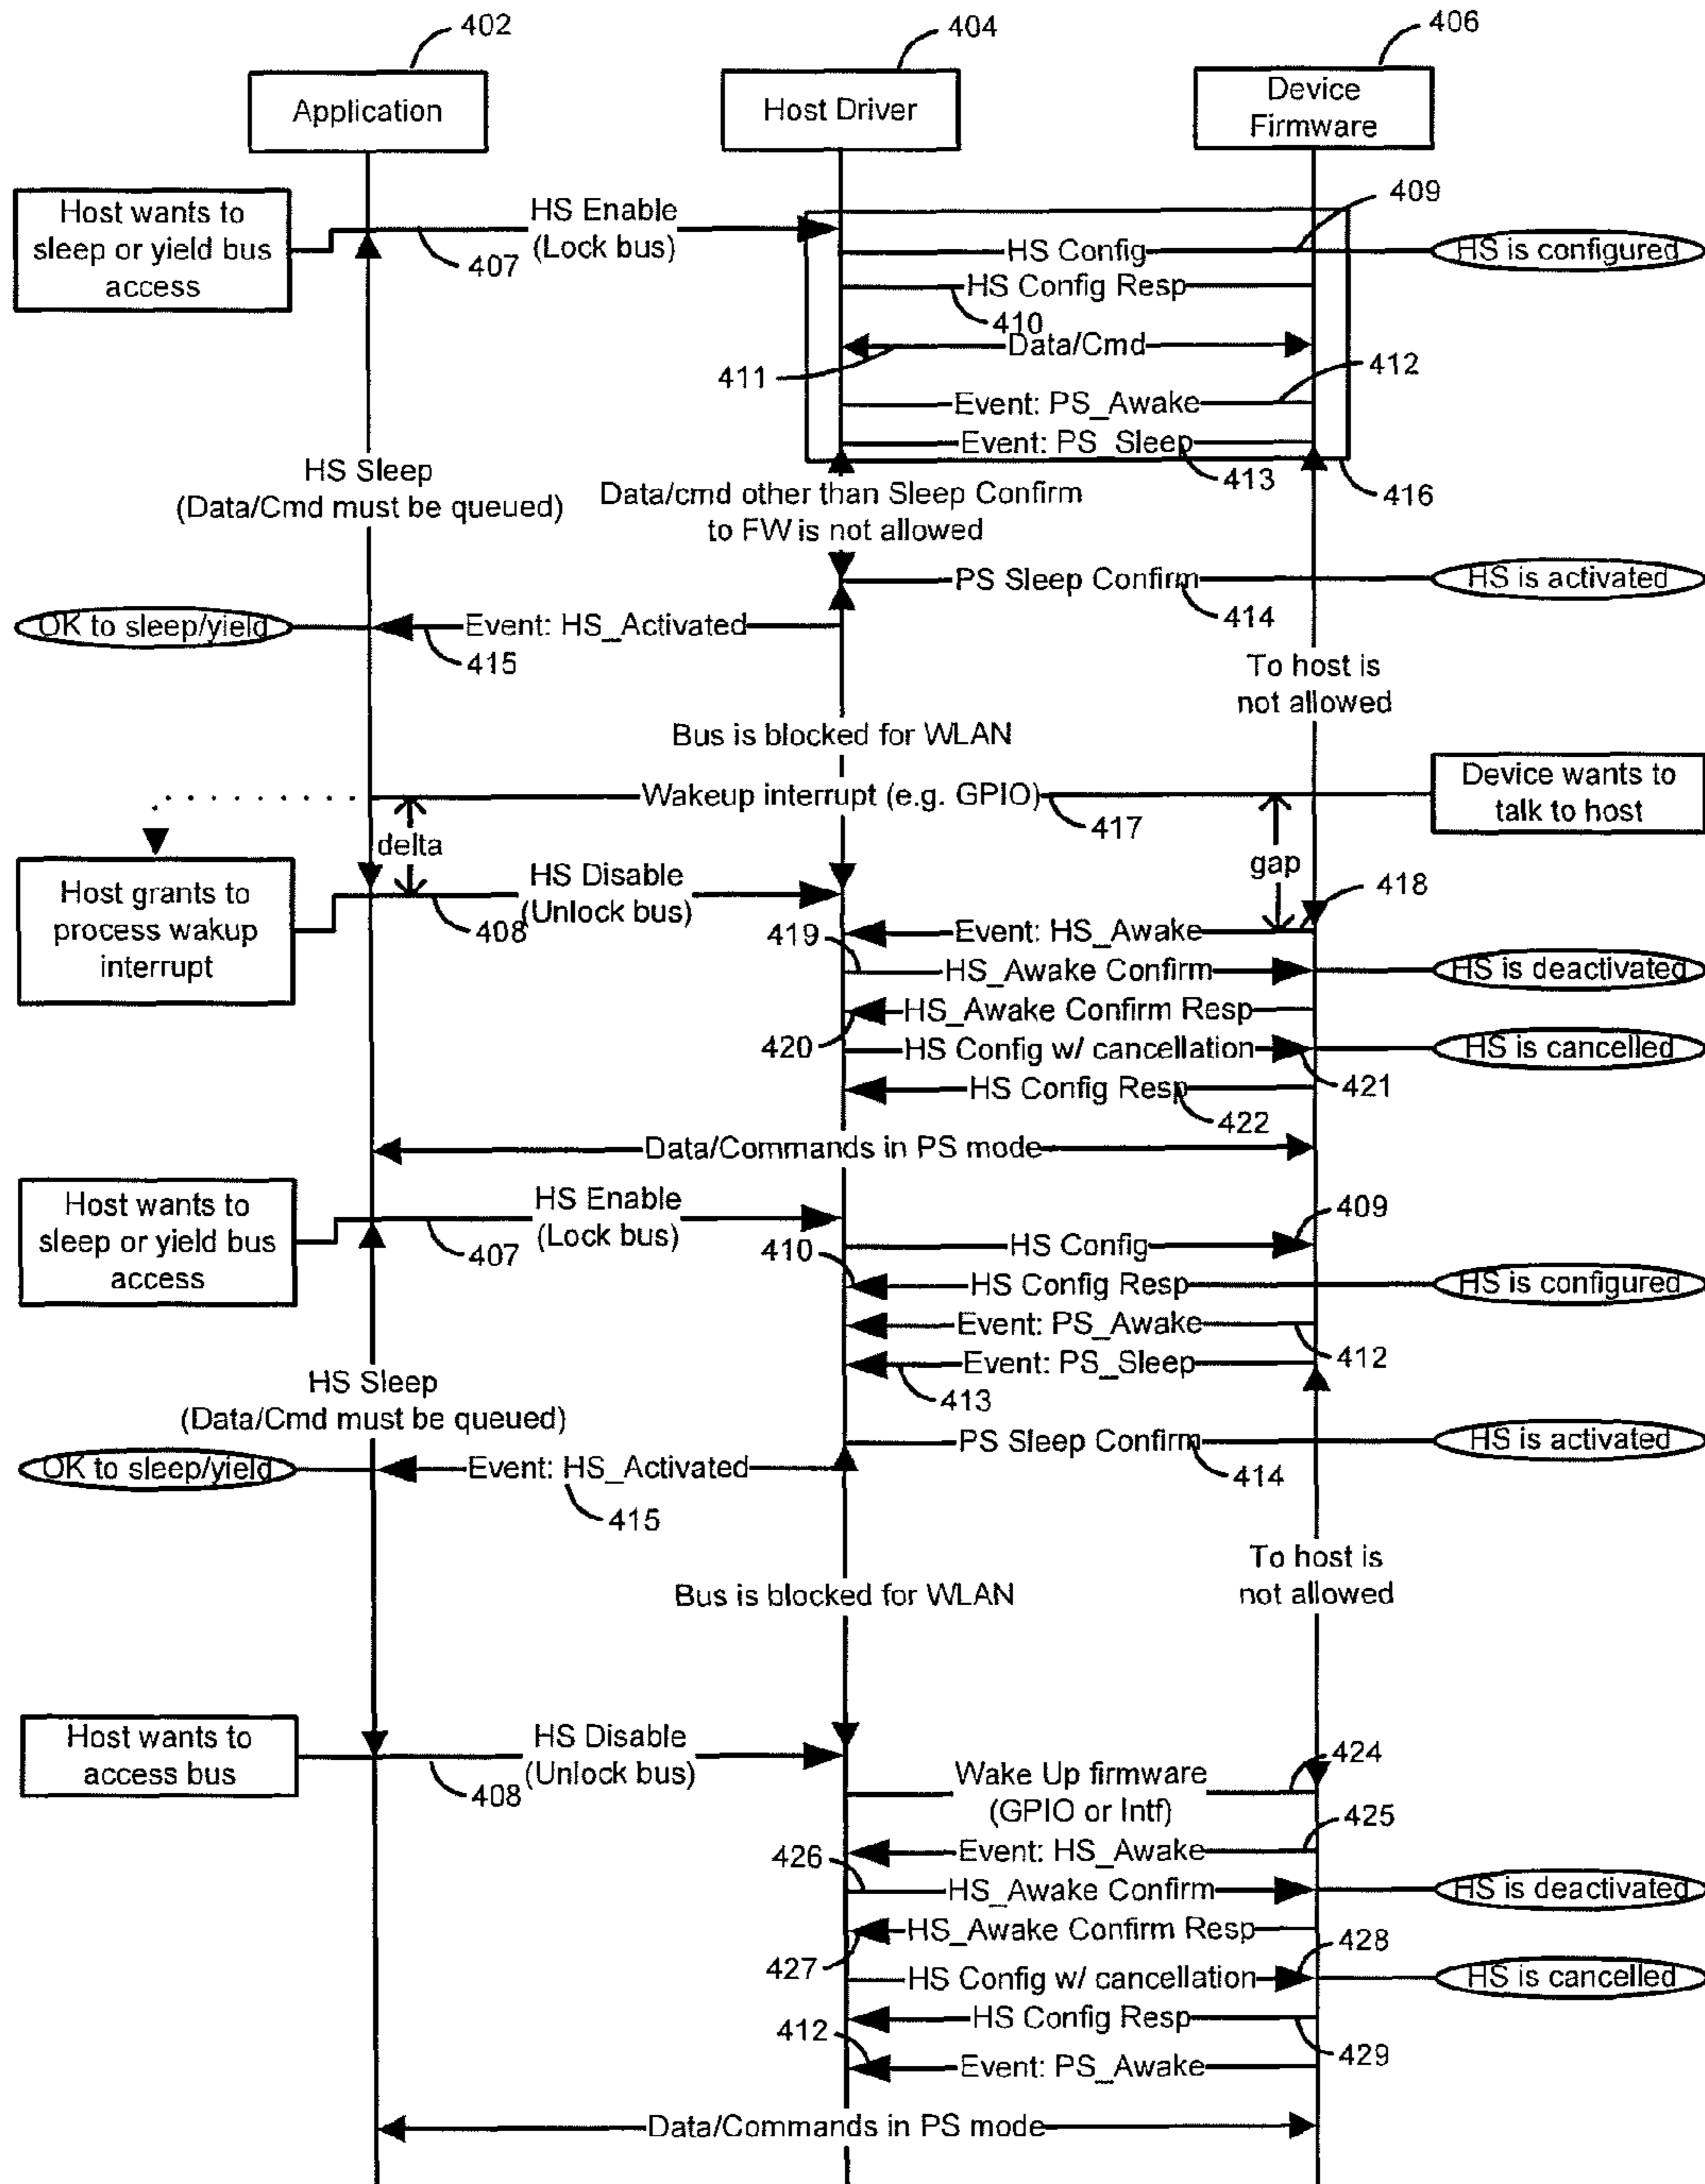 402
404
406
Application
Host Driver
Device
Firmware
409
Host wants to
sleep or yield bus
access
HS Enable
(Lock bus)
407
HS Config
HS is configured
HS Config Resp
410
Data/Cmd
411
412
Event: PS_Awake
Event: PS_Sleep
413
416
HS Sleep
(Data/Cmd must be queued)
Data/cmd other than Sleep Confirm
to FW is not allowed
PS Sleep Confirm
HS is activated
414
OK to sleep/yield
Event: HS_Activated
415
To host is
not allowed
Bus is blocked for WLAN
Wakeup interrupt (e.g. GPIO)
417
Device wants to
talk to host
delta
gap
Host grants to
process wakup
interrupt
HS Disable
(Unlock bus)
408
418
Event: HS_Awake
419
HS_Awake Confirm
HS is deactivated
HS_Awake Confirm Resp
420
HS Config w/ cancellation
HS is cancelled
421
HS Config Resp
422
Data/Commands in PS mode
Host wants to
sleep or yield bus
access
HS Enable
(Lock bus)
407
409
HS Config
410
HS Config Resp
HS is configured
Event: PS_Awake
412
Event: PS_Sleep
413
HS Sleep
(Data/Cmd must be queued)
PS Sleep Confirm
HS is activated
414
OK to sleep/yield
Event: HS_Activated
415
To host is
not allowed
Bus is blocked for WLAN
Host wants to
access bus
HS Disable
(Unlock bus)
408
424
Wake Up firmware
(GPIO or Intf)
425
Event: HS_Awake
426
HS_Awake Confirm
HS is deactivated
HS_Awake Confirm Resp
427
428
HS Config w/ cancellation
HS is cancelled
HS Config Resp
429
412
Event: PS_Awake
Data/Commands in PS mode